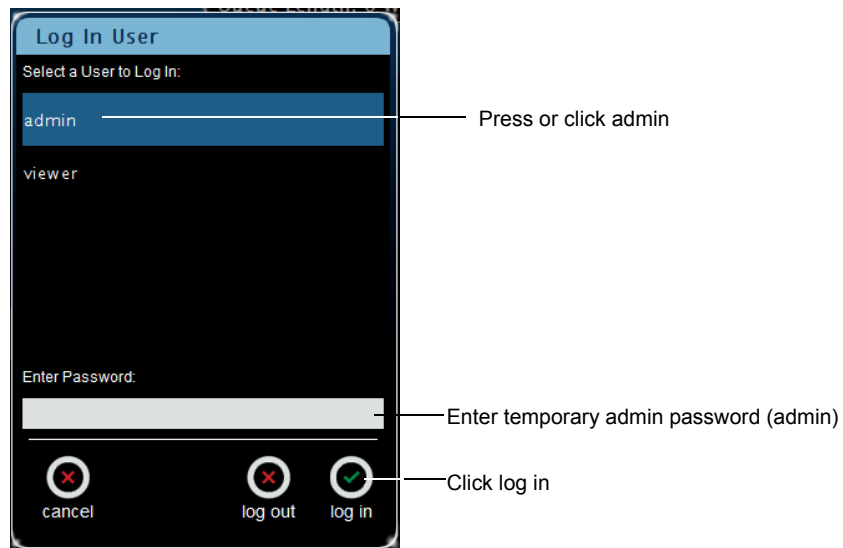 Log In User
Select a User to Log In:
admin
Press or click admin
viewer
Enter Password:
Enter temporary admin password (admin)
Click log in
cancel
log out
log in